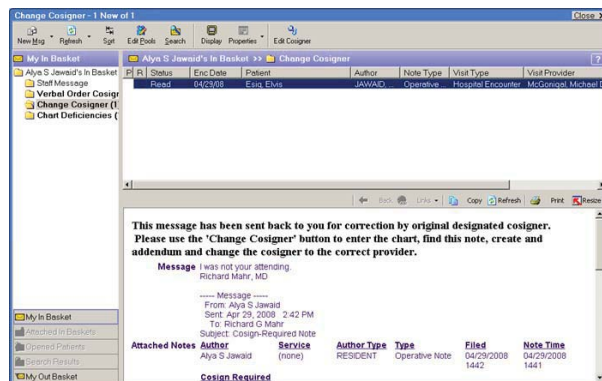 Change Cosigner - 1 New of 1
Close X
New Msg Refresh Sort Edit Pools Search Display Properties Edit Cosigner
My In Basket
Alya S Jawaid's In Basket >> Change Cosigner
?
Alya S Jawaid's In Basket
Staff Message
Verbal Order Cosigr
Change Cosigner (1
Chart Deficiencies (
P R Status Enc Date Patient Author Note Type Visit Type Visit Provider
Read 04/29/08 Esig, Elvis JAWAID, ... Operative ... Hospital Encounter McGonigal, Michael D
Back Links Copy Refresh Print Resize
This message has been sent back to you for correction by original designated cosigner.
Please use the 'Change Cosigner' button to enter the chart, find this note, create and
addendum and change the cosigner to the correct provider.
Message I was not your attending.
Richard Mahr, MD
----- Message -----
From: Alya S Jawaid
Sent: Apr 29, 2008 2:42 PM
To: Richard G Mahr
Subject: Cosign-Required Note
Attached Notes Author Service Author Type Type Filed Note Time
Alya S Jawaid (none) RESIDENT Operative Note 04/29/2008 04/29/2008
1442 1441
Cosign Required
My In Basket
Attached In Baskets
Opened Patients
Search Results
My Out Basket